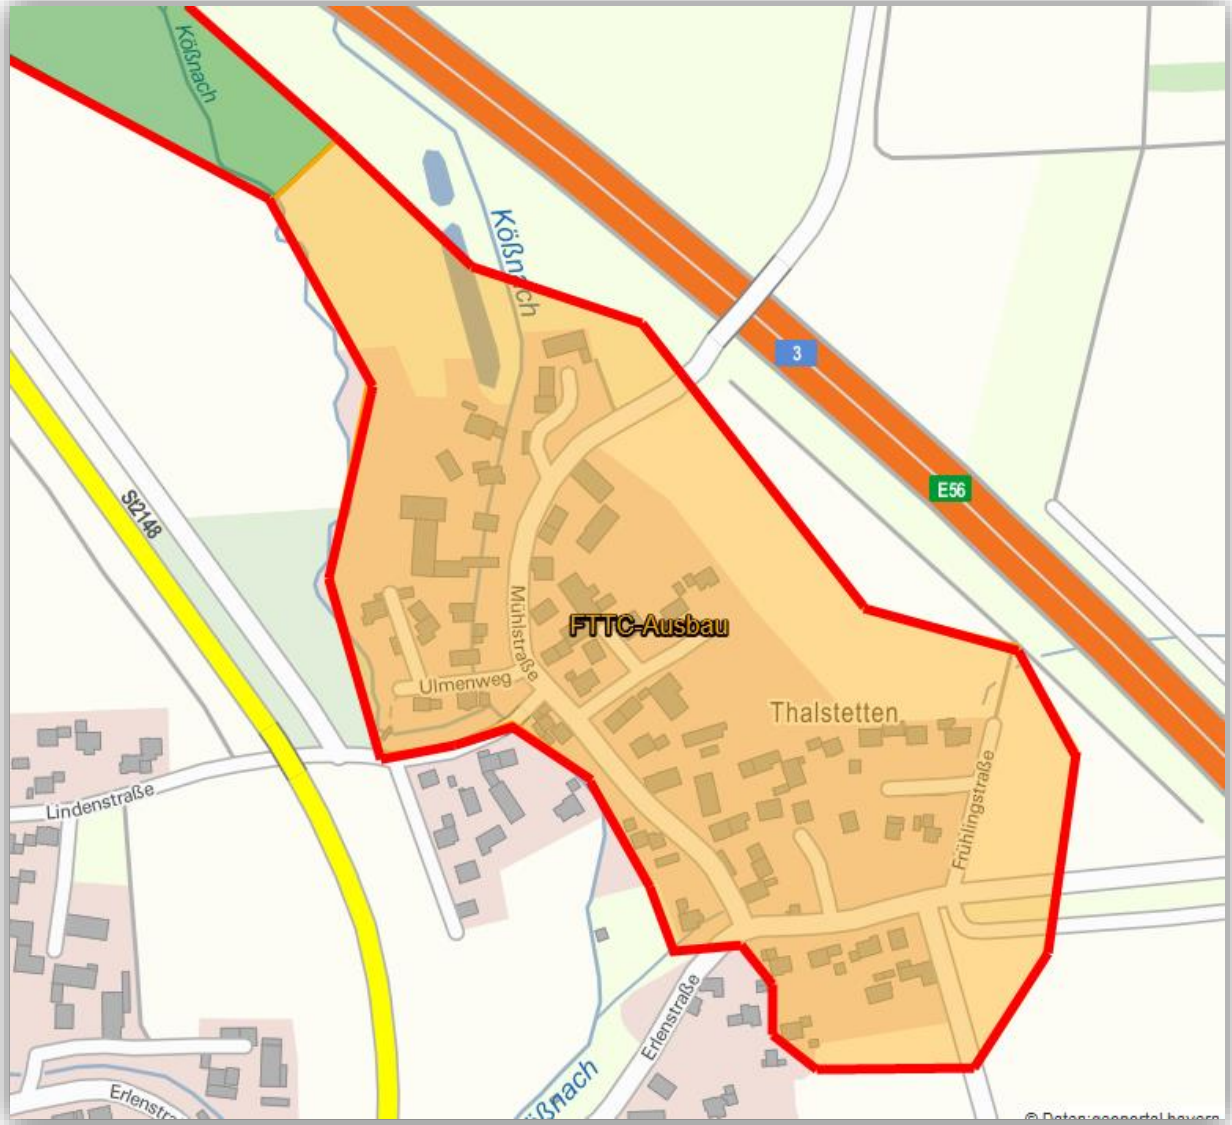 Kößnach
Kößnach
3
E56
St2148
Mühlstraße
FTTC-Ausbau
Ulmenweg
Thalstetten
Lindenstraße
Frühlingstraße
Erlenstraße
Erlenstra
ßnach
© Daten:geoportal.bayern